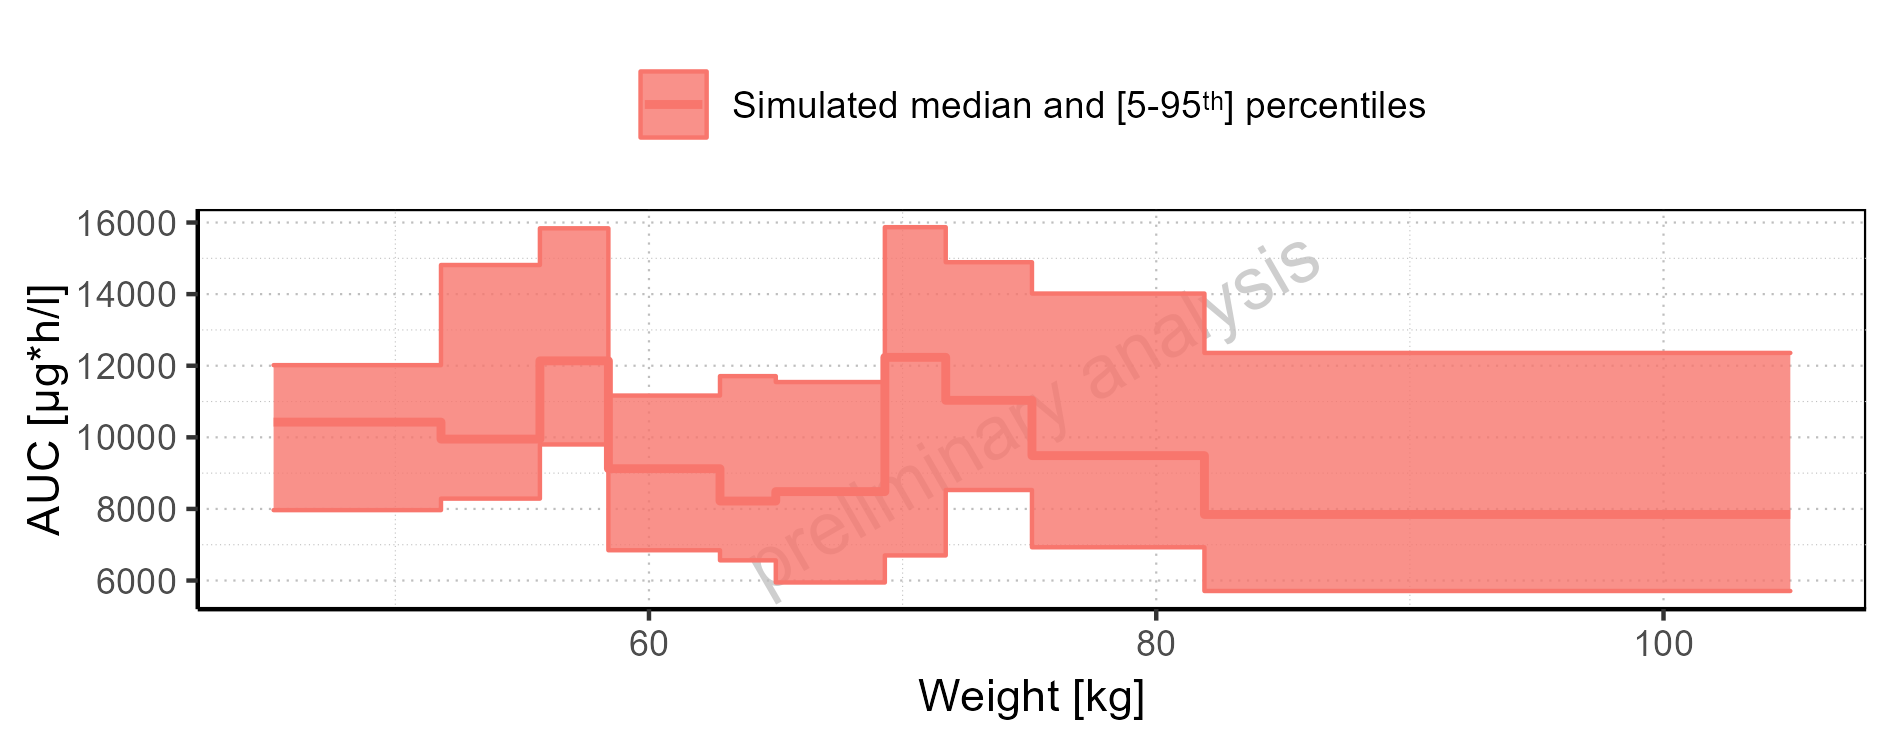 Simulated median and [5-95th] percentiles
16000
14000
12000
10000
8000
6000
AUC [µg*h/l]
preliminary analysis
60 80 100
Weight [kg]